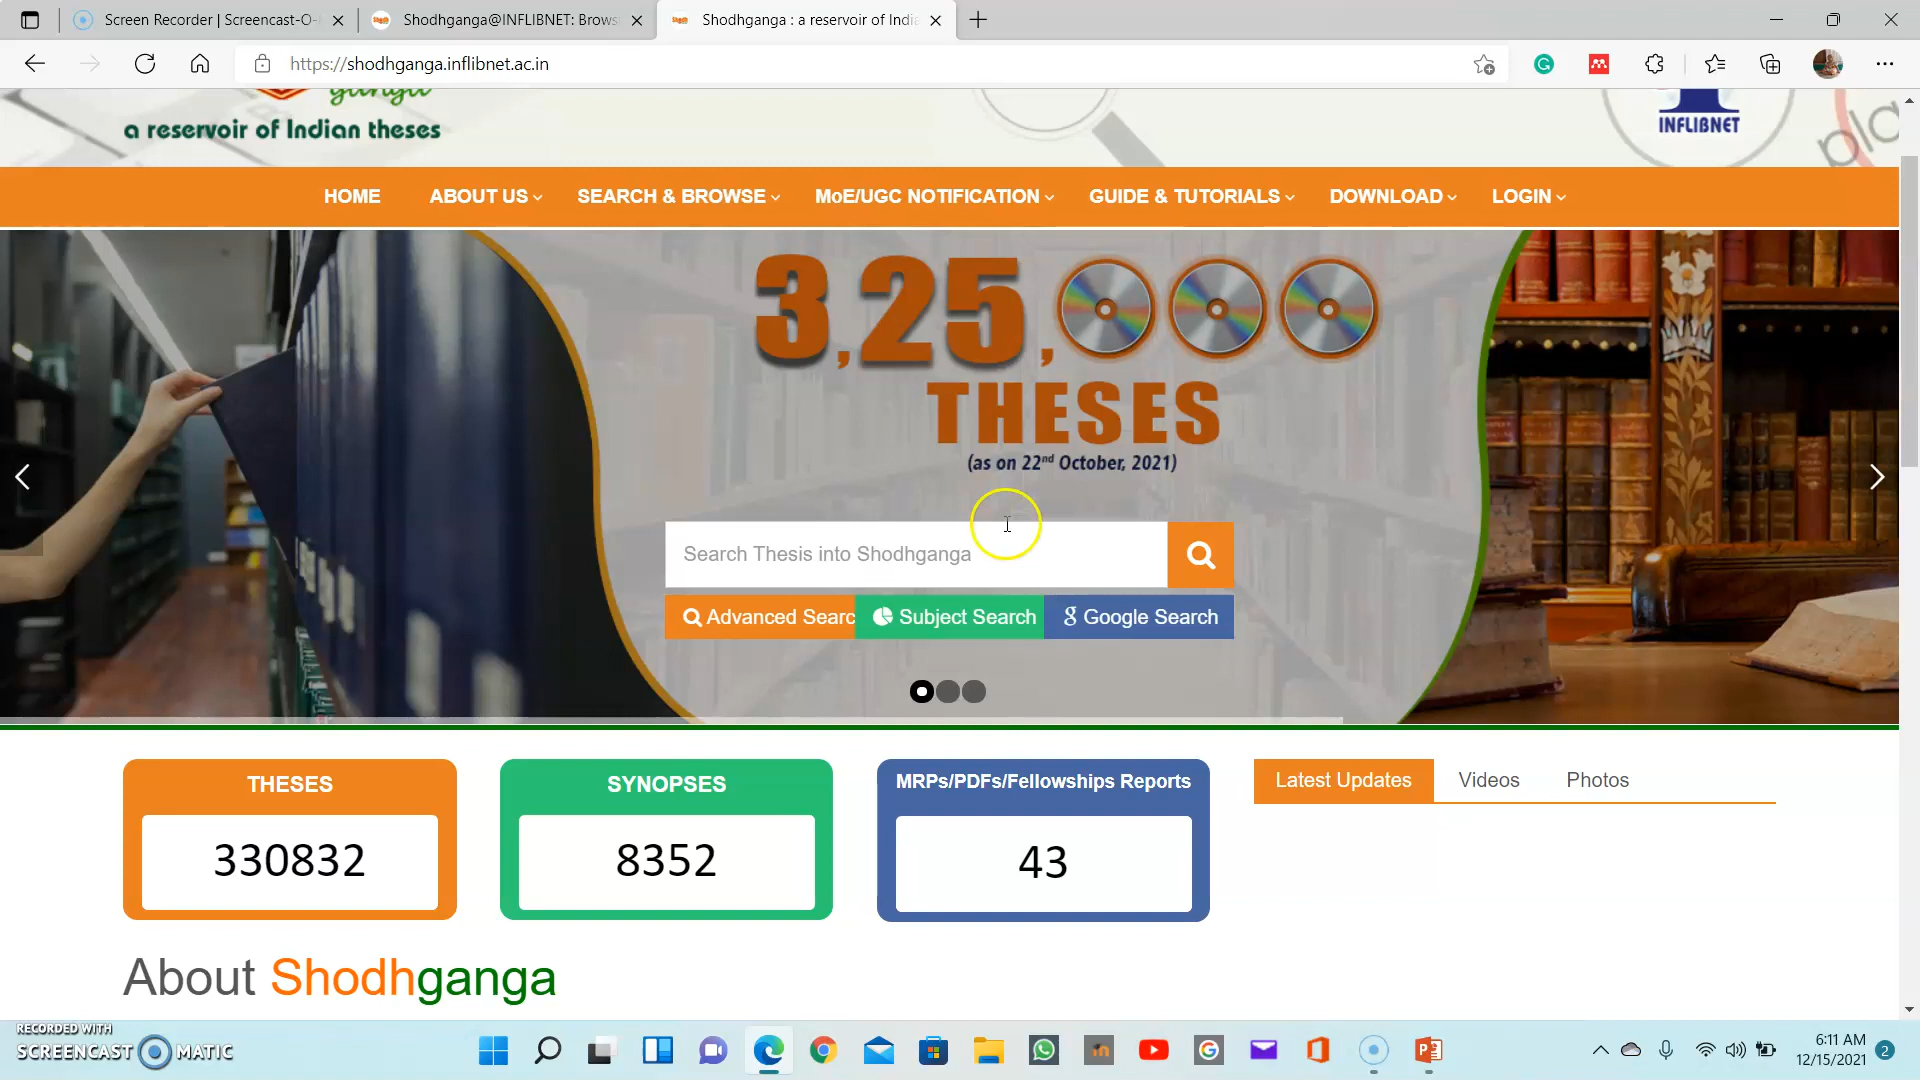 Screen Recorder | Screencast-O-
Shodhganga@INFLIBNET: Brows
Shodhganga : a reservoir of India
https://shodhganga.inflibnet.ac.in
ganga
a reservoir of Indian theses
INFLIBNET
HOME
ABOUT US
SEARCH & BROWSE
MoE/UGC NOTIFICATION
GUIDE & TUTORIALS
DOWNLOAD
LOGIN
3,25,
THESES
(as on 22nd October, 2021)
Search Thesis into Shodhganga
Advanced Searc
Subject Search
Google Search
THESES
330832
SYNOPSES
8352
MRPs/PDFs/Fellowships Reports
43
Latest Updates
Videos
Photos
About Shodhganga
RECORDED WITH
SCREENCAST MATIC
6:11 AM
12/15/2021
2